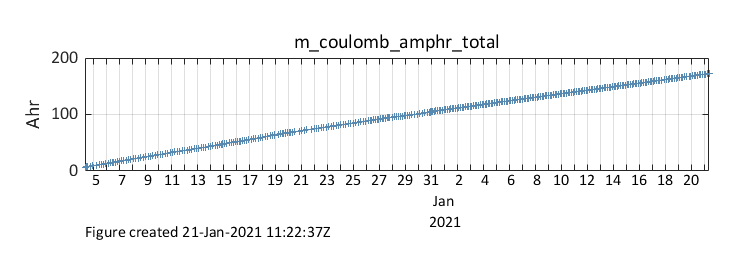 m_coulomb_amphr_total
Ahr
200
100
0
5 7 9 11 13 15 17 19 21 23 25 27 29 31 2 4 6 8 10 12 14 16 18 20
Jan
2021
Figure created 21-Jan-2021 11:22:37Z